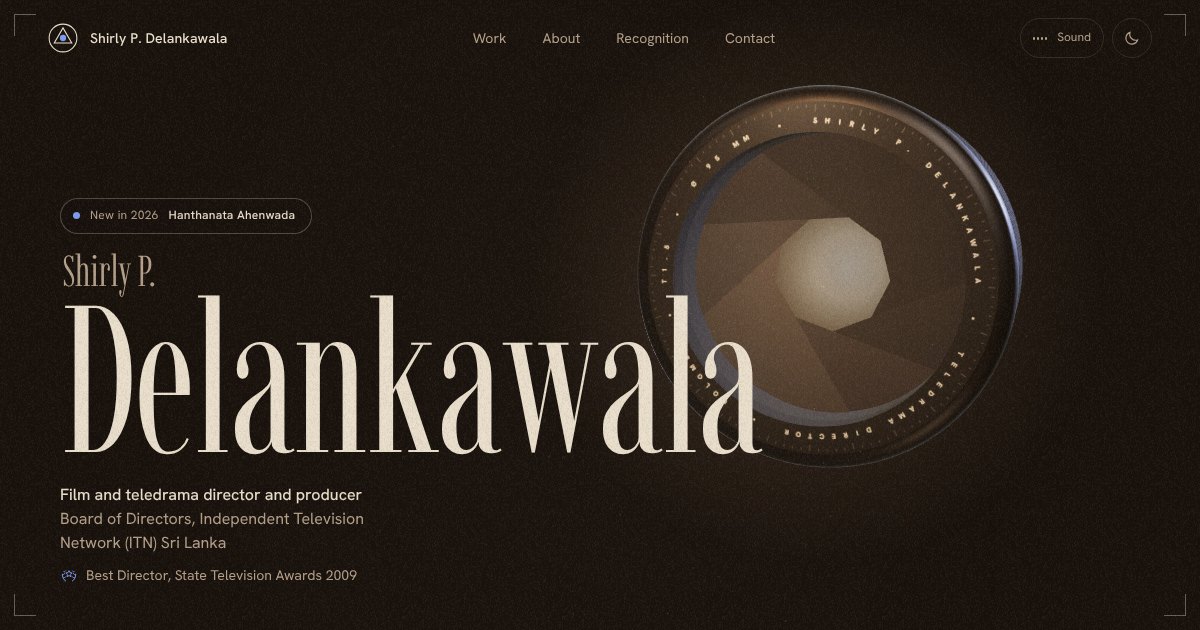 Shirly P. Delankawala
Work
About
Recognition
Contact
Sound
New in 2026 Hanthanata Ahenwada
Shirly P.
Delankawala
Film and teledrama director and producer
Board of Directors, Independent Television
Network (ITN) Sri Lanka
Best Director, State Television Awards 2009
SHIRLY P. DELANKAWALA • TELEDRAMA DIRECTOR